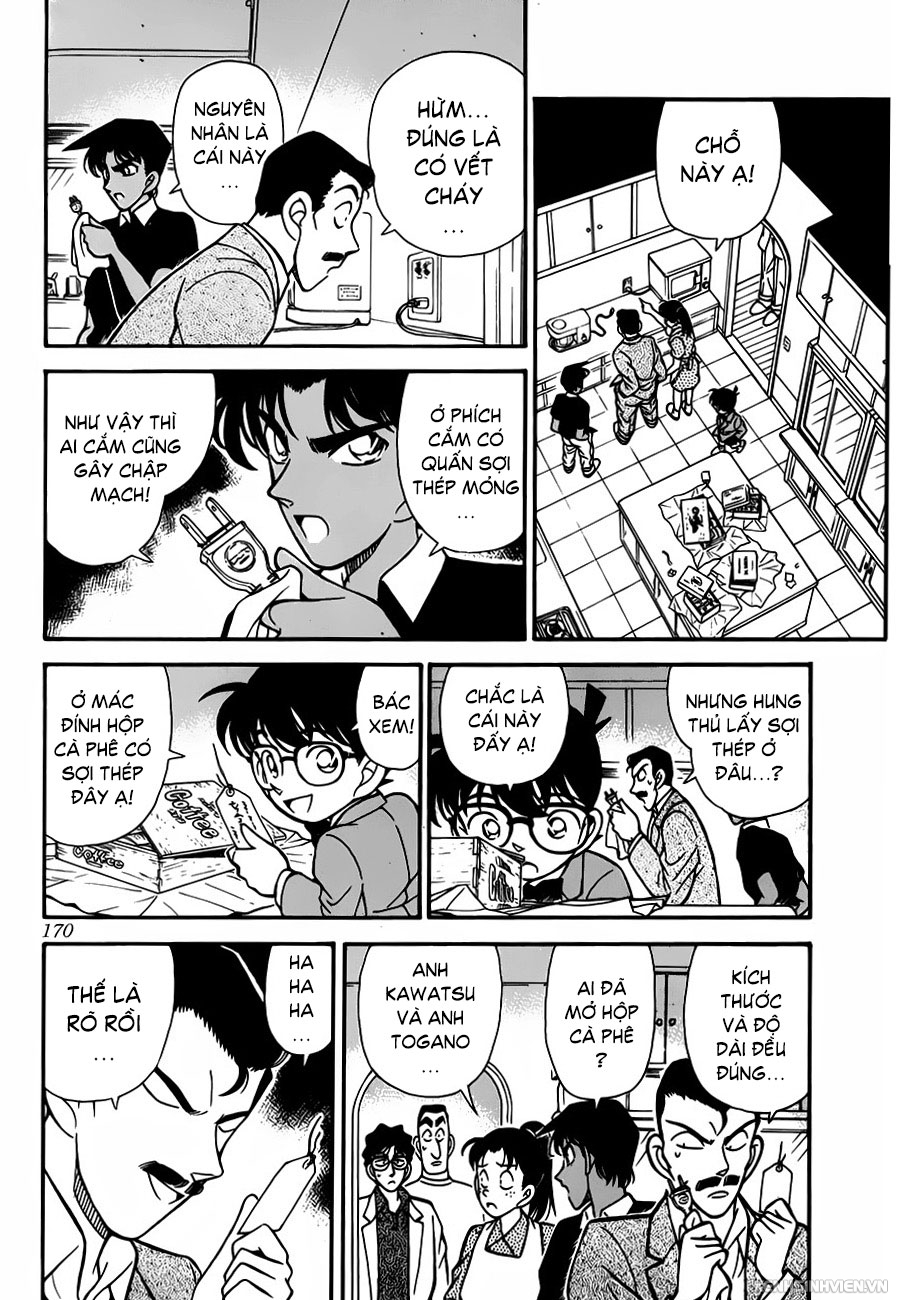 CHỖ
NÀY Ạ!
HỪM...
ĐÚNG LÀ
CÓ VẾT
CHÁY
...
NGUYÊN
NHÂN LÀ
CÁI NÀY
...
Ở PHÍCH
CẮM CÓ
QUẤN SỢI
THÉP MỎNG
...
NHƯ VẬY THÌ
AI CẮM CŨNG
GÂY CHẬP
MẠCH!
NHƯNG HUNG
THỦ LẤY SỢI
THÉP Ở
ĐÂU...?
CHẮC LÀ
CÁI NÀY
ĐẤY Ạ!
BÁC
XEM!
Ở MÁC
ĐÍNH HỘP
CÀ PHÊ CÓ
SỢI THÉP
ĐÂY Ạ!
Coffee
Coffee
170
KÍCH
THƯỚC
VÀ ĐỘ
DÀI ĐỀU
ĐÚNG...
AI ĐÃ
MỞ HỘP
CÀ PHÊ
?
ANH
KAWATSU
VÀ ANH
TOGANO
...
HA
HA
HA
...
THẾ LÀ
RÕ RỒI
...